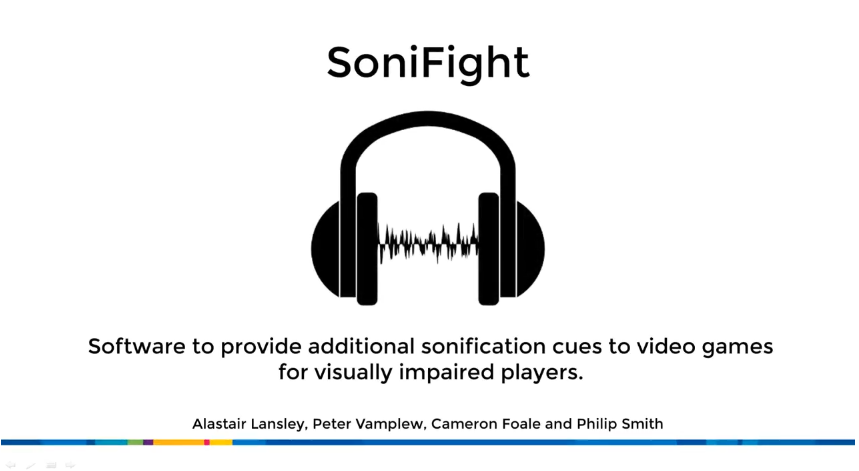 SoniFight
Software to provide additional sonification cues to video games
for visually impaired players.
Alastair Lansley, Peter Vamplew, Cameron Foale and Philip Smith